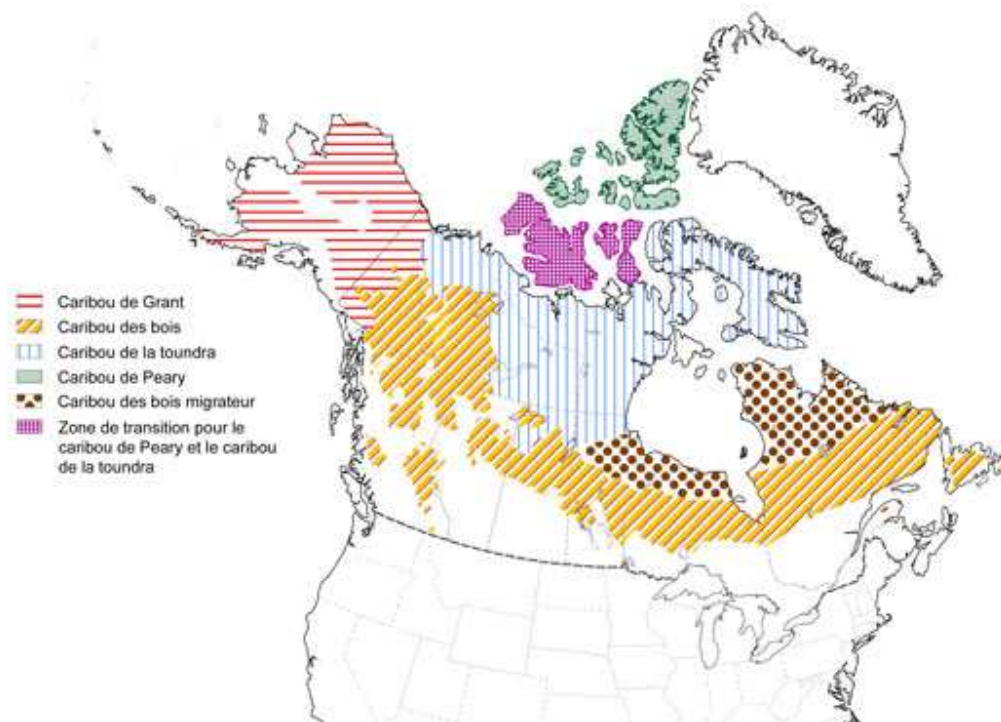 Caribou de Grant
Caribou des bois
Caribou de la toundra
Caribou de Peary
Caribou des bois migrateur
Zone de transition pour le
caribou de Peary et le caribou
de la toundra